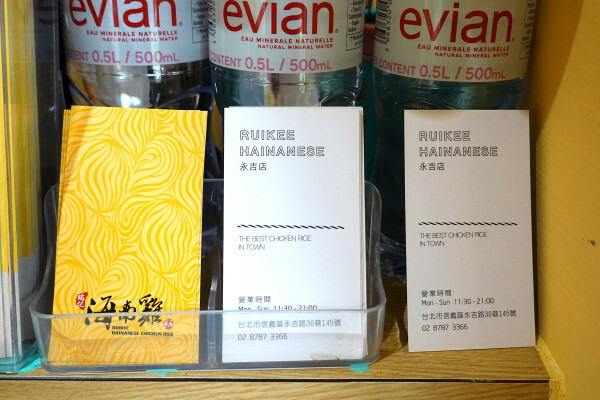 evian
EAU MINERALE NATURELLE
NATURAL MINERAL WATER
CONTENT 0.5L / 500mL
evian
EAU MINERALE NATURELLE
NATURAL MINERAL WATER
CONTENT 0.5L / 500mL
evian
EAU MINERALE NATURELLE
NATURAL MINERAL WATER
CONTENT 0.5L / 500mL
海南雞
RUIKEE
HAINANESE CHICKEN RICE
RUIKEE
HAINANESE
永吉店
THE BEST CHICKEN RICE
IN TOWN
營業時間
Mon - Sun 11:30 - 21:00
台北市信義區永吉路30巷145號
02 8787 3366
RUIKEE
HAINANESE
永吉店
THE BEST CHICKEN RICE
IN TOWN
營業時間
Mon - Sun 11:30 - 21:00
台北市信義區永吉路30巷145號
02 8787 3366